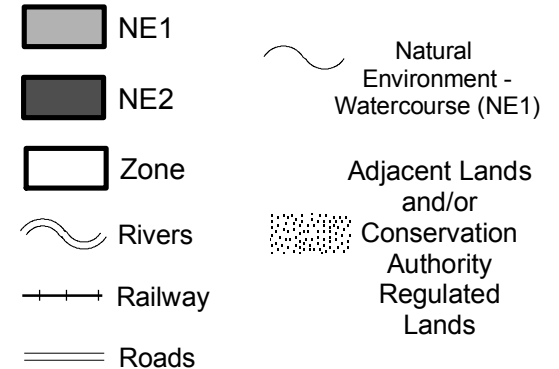 NE1
NE2
Zone
Rivers
Railway
Roads
Natural
Environment -
Watercourse (NE1)
Adjacent Lands
and/or
Conservation
Authority
Regulated
Lands